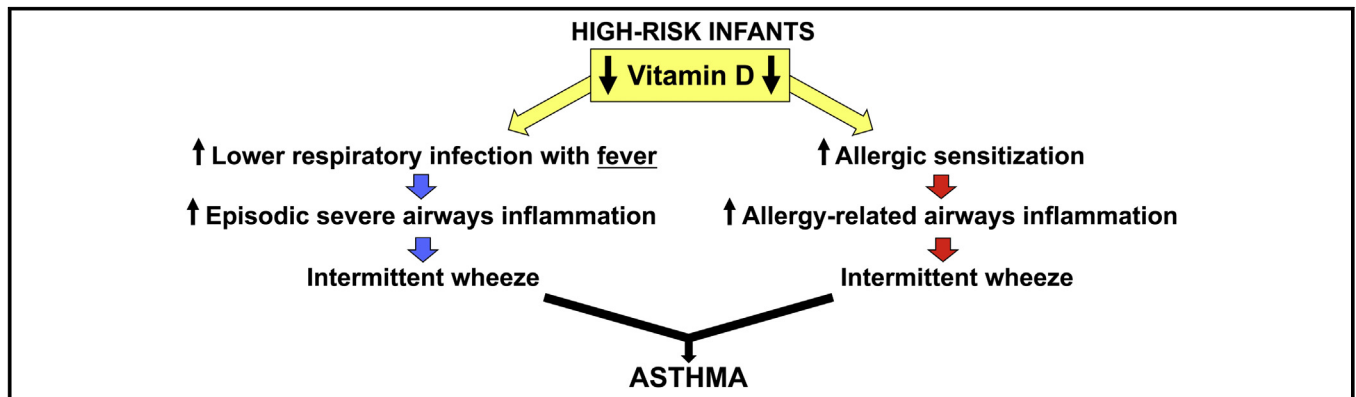 HIGH-RISK INFANTS
Vitamin D
Lower respiratory infection with fever
Allergic sensitization
Episodic severe airways inflammation
Allergy-related airways inflammation
Intermittent wheeze
Intermittent wheeze
ASTHMA